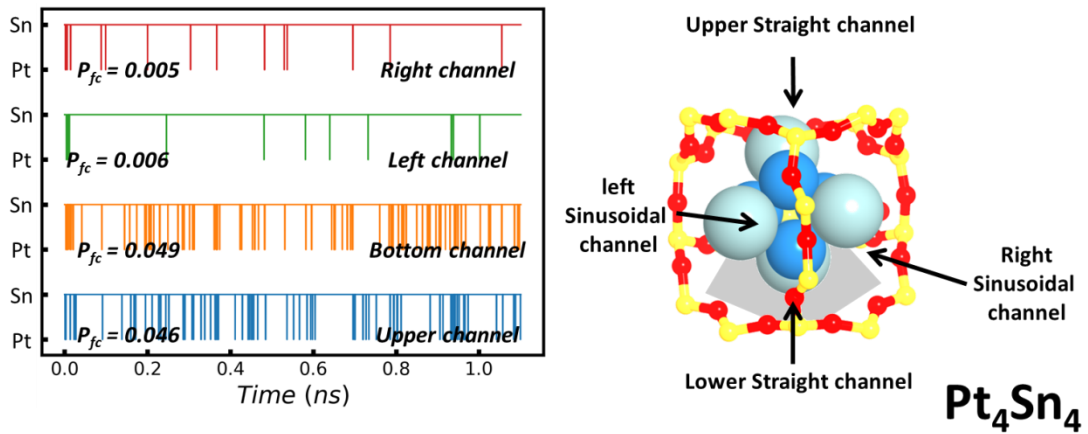 Sn
Pt
P_fc = 0.005
Right channel
Sn
Pt
P_fc = 0.006
Left channel
Sn
Pt
P_fc = 0.049
Bottom channel
Sn
Pt
P_fc = 0.046
Upper channel
0.0 0.2 0.4 0.6 0.8 1.0
Time (ns)
Upper Straight channel
left
Sinusoidal
channel
Right
Sinusoidal
channel
Lower Straight channel
Pt₄Sn₄